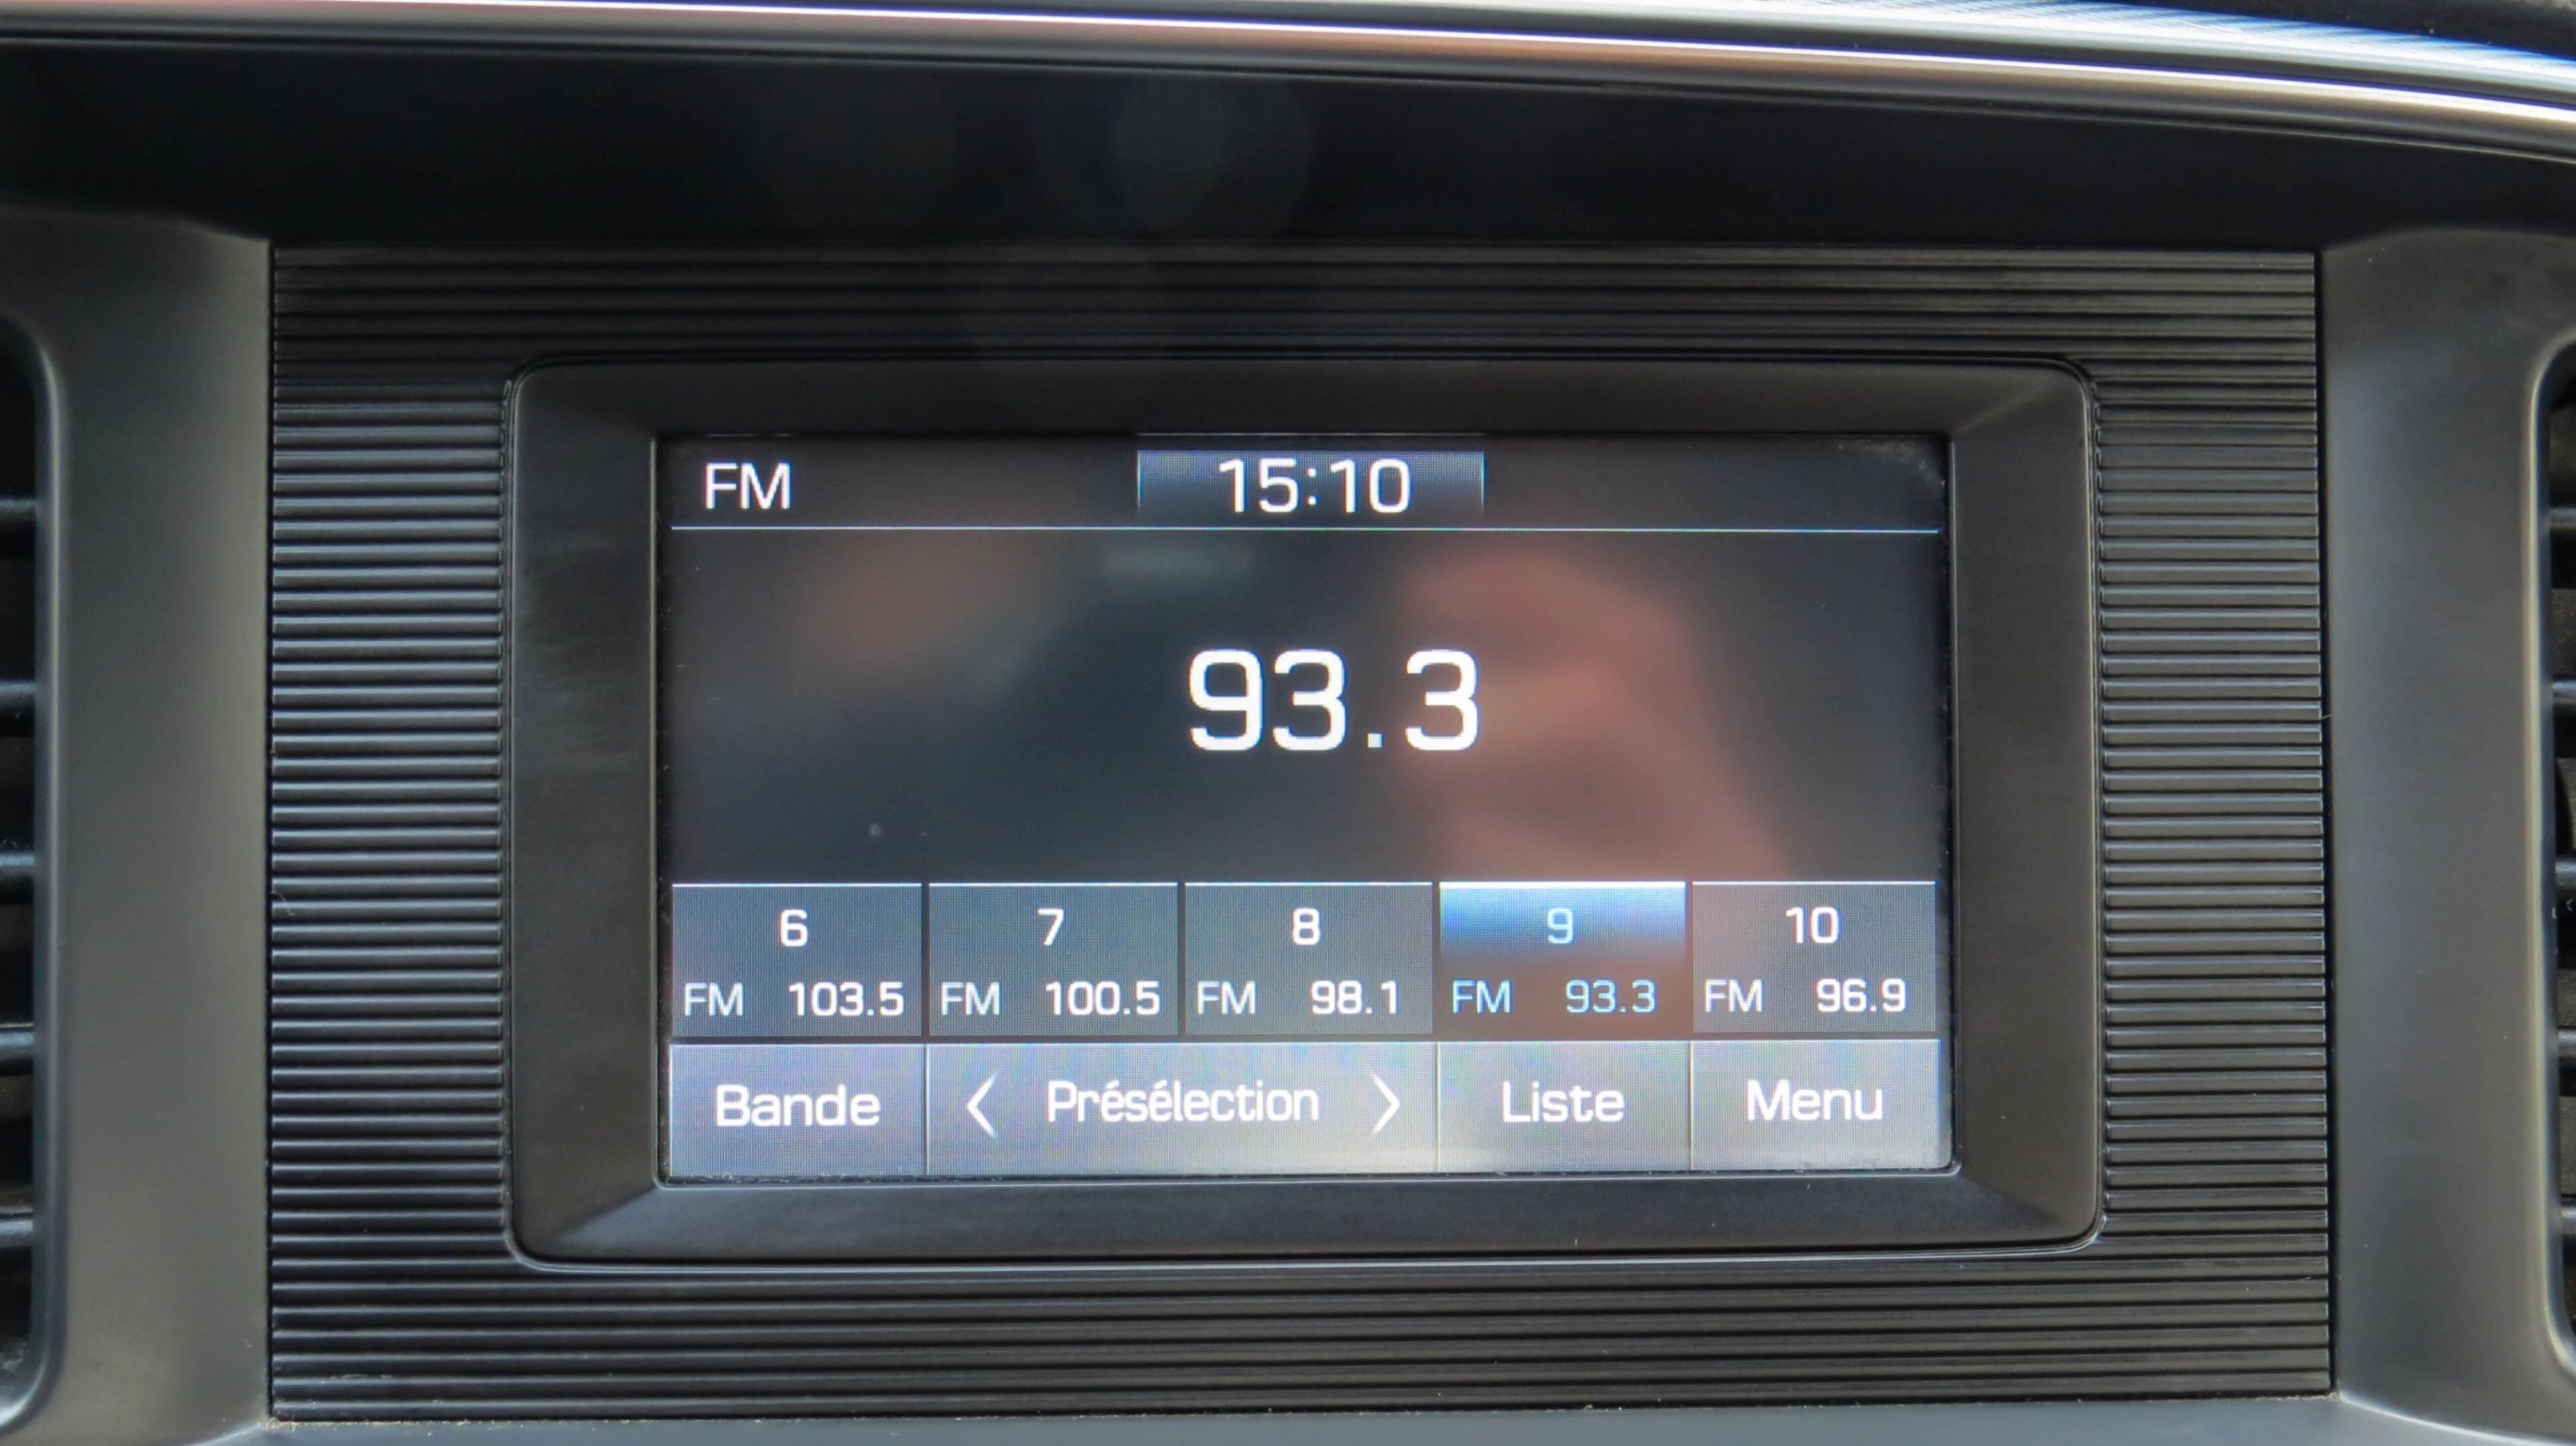 FM 15:10
93.3
6 7 8 9 10
FM 103.5 FM 100.5 FM 98.1 FM 93.3 FM 96.9
Bande < Présélection > Liste Menu